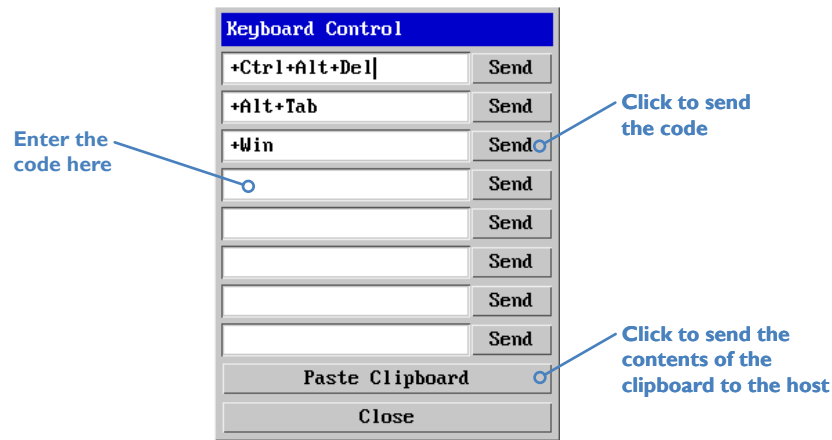 Keyboard Control
+Ctrl+Alt+Del Send
+Alt+Tab Send
+Win Send
Send
Send
Send
Send
Send
Paste Clipboard
Close
Enter the
code here
Click to send
the code
Click to send the
contents of the
clipboard to the host